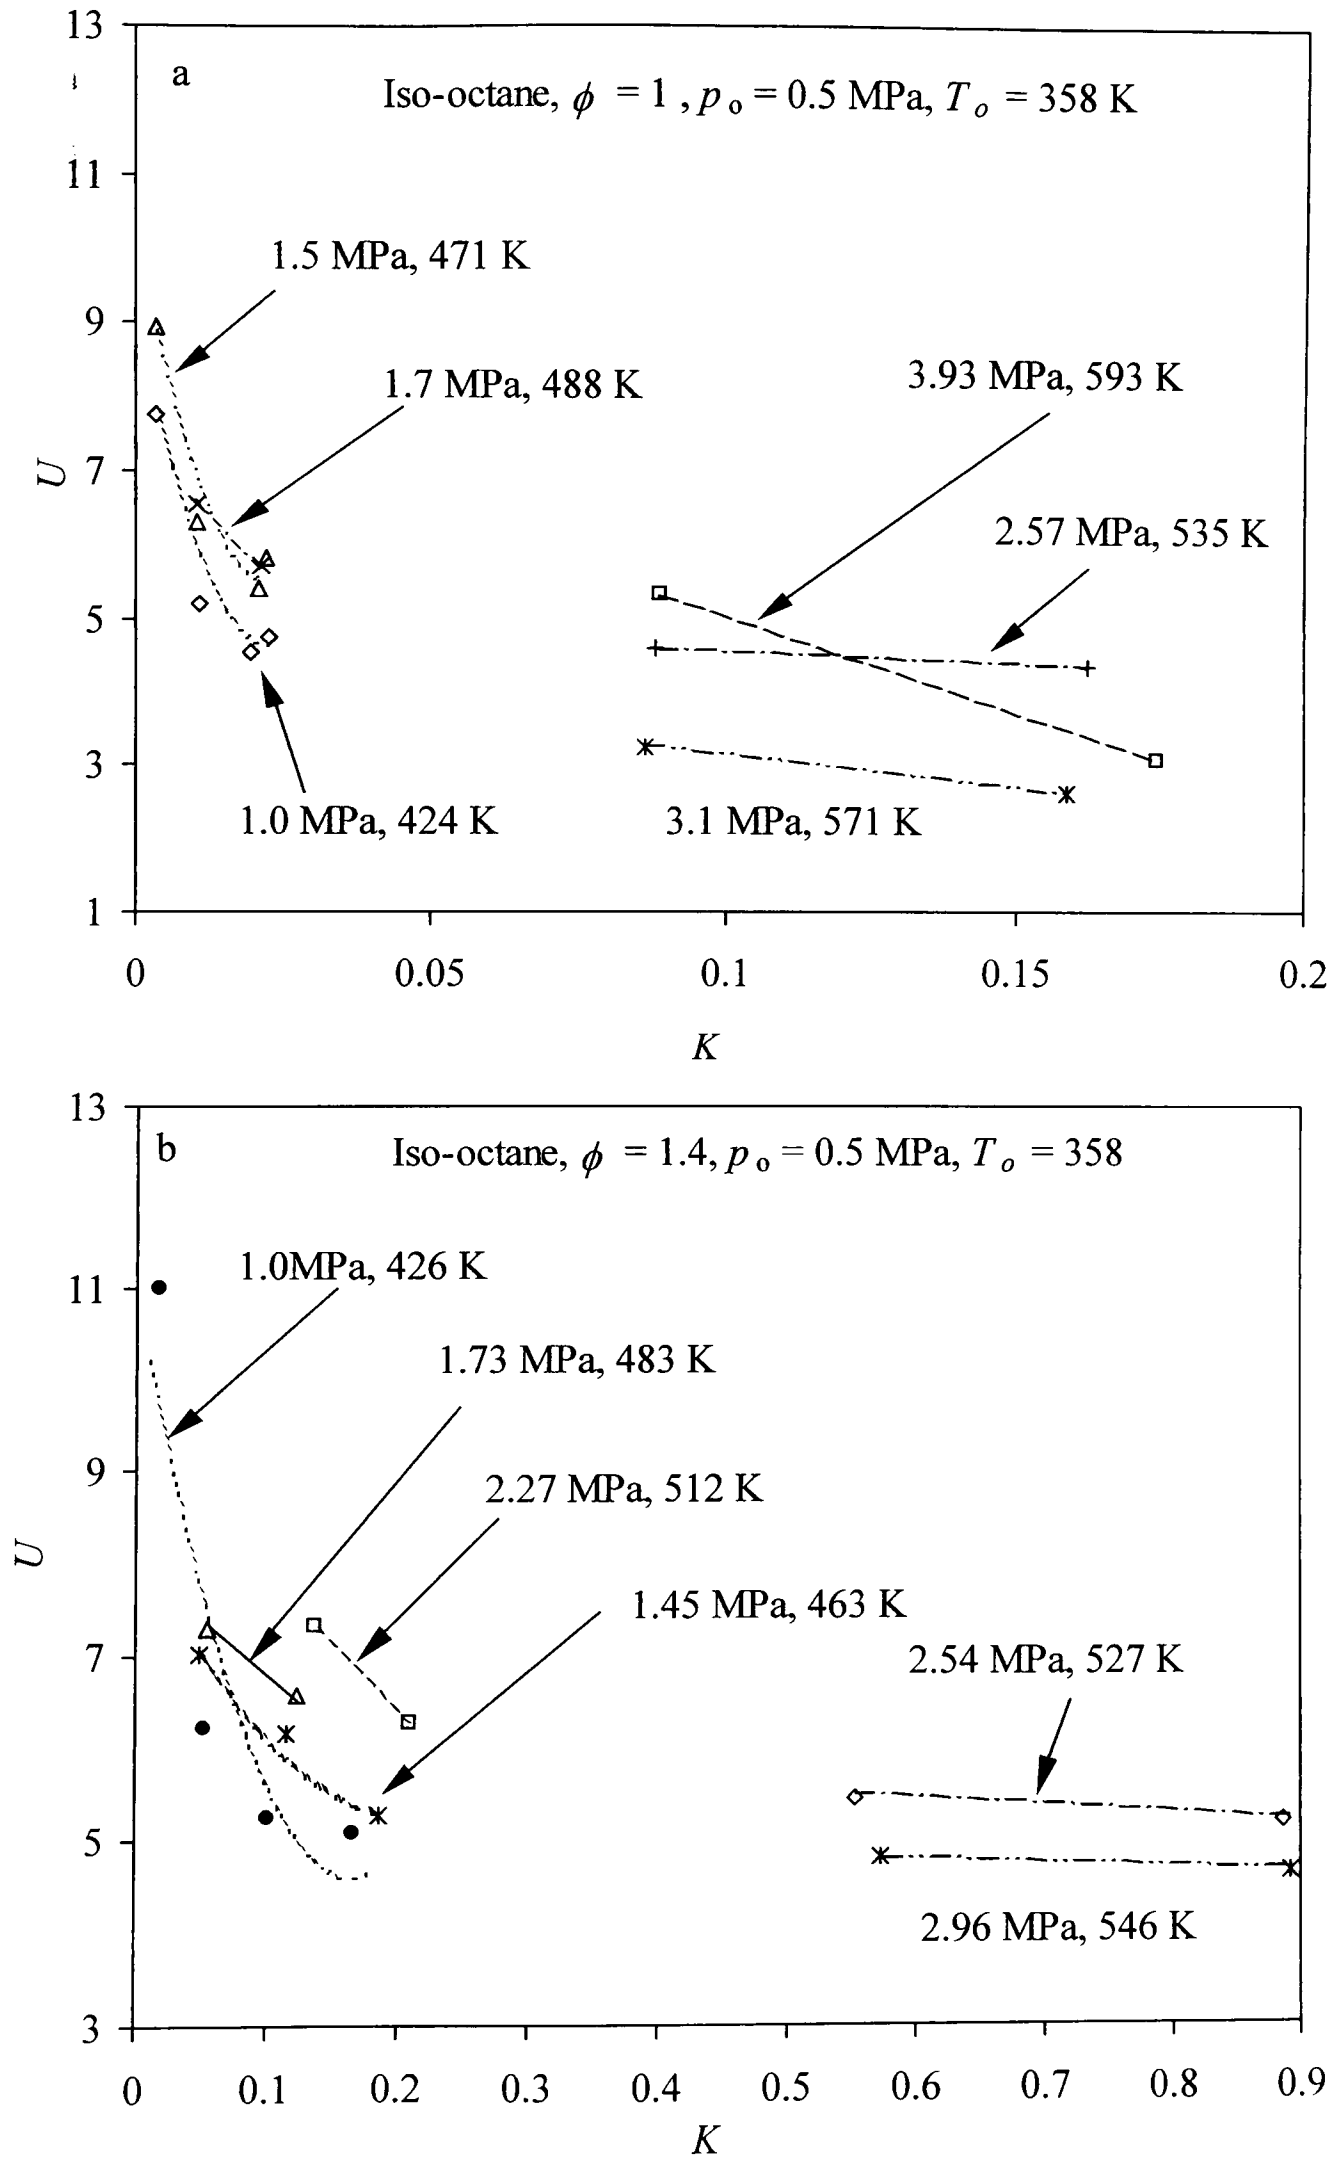 13
a
Iso-octane, ϕ = 1 , p o = 0.5 MPa, T o = 358 K
11
1.5 MPa, 471 K
9
1.7 MPa, 488 K
3.93 MPa, 593 K
U
7
2.57 MPa, 535 K
5
3
1.0 MPa, 424 K
3.1 MPa, 571 K
1
0 0.05 0.1 0.15 0.2
K
13
b
Iso-octane, ϕ = 1.4, p o = 0.5 MPa, T o = 358
1.0MPa, 426 K
11
1.73 MPa, 483 K
9
2.27 MPa, 512 K
U
1.45 MPa, 463 K
7
2.54 MPa, 527 K
5
2.96 MPa, 546 K
3
0 0.1 0.2 0.3 0.4 0.5 0.6 0.7 0.8 0.9
K